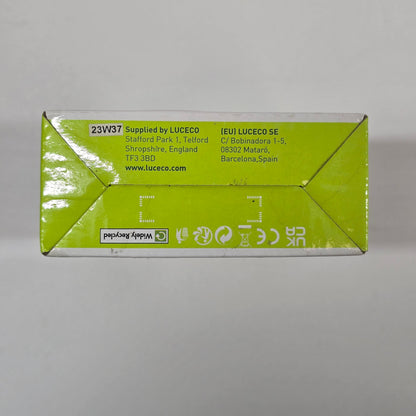 23W37
Supplied by LUCECO
Stafford Park 1, Telford
Shropshire, England
TF3 3BD
www.luceco.com
(EU) LUCECO SE
C/ Bobinadora 1-5,
08302 Mataró,
Barcelona,Spain
UK
CA
CE
Widely Recycled